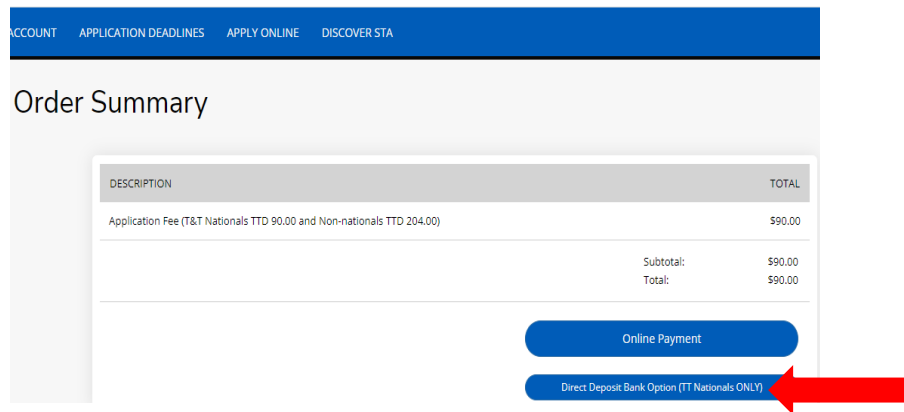 ACCOUNT APPLICATION DEADLINES APPLY ONLINE DISCOVER STA
Order Summary
DESCRIPTION TOTAL
Application Fee (T&T Nationals TTD 90.00 and Non-nationals TTD 204.00) $90.00
Subtotal: $90.00
Total: $90.00
Online Payment
Direct Deposit Bank Option (TT Nationals ONLY)